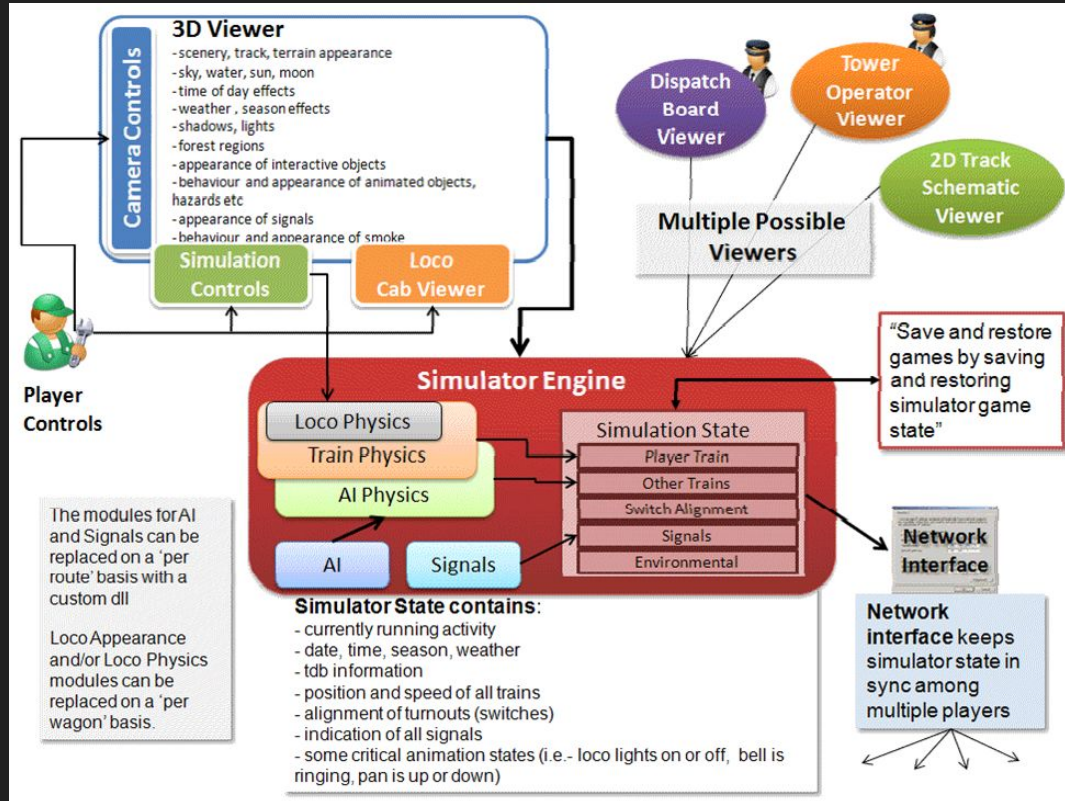 3D Viewer
- scenery, track, terrain appearance
- sky, water, sun, moon
- time of day effects
- weather , season effects
- shadows, lights
- forest regions
- appearance of interactive objects
- behaviour and appearance of animated objects,
hazards etc
- appearance of signals
- behaviour and appearance of smoke
Camera Controls
Simulation
Controls
Loco
Cab Viewer
Player
Controls
Dispatch
Board
Viewer
Tower
Operator
Viewer
2D Track
Schematic
Viewer
Multiple Possible
Viewers
Simulator Engine
Loco Physics
Train Physics
AI Physics
AI
Signals
Simulation State
Player Train
Other Trains
Switch Alignment
Signals
Environmental
“Save and restore
games by saving
and restoring
simulator game
state”
Network
Interface
Network
interface keeps
simulator state in
sync among
multiple players
The modules for AI
and Signals can be
replaced on a ‘per
route’ basis with a
custom dll
Loco Appearance
and/or Loco Physics
modules can be
replaced on a ‘per
wagon’ basis.
Simulator State contains:
- currently running activity
- date, time, season, weather
- tdb information
- position and speed of all trains
- alignment of turnouts (switches)
- indication of all signals
- some critical animation states (i.e.- loco lights on or off, bell is
ringing, pan is up or down)